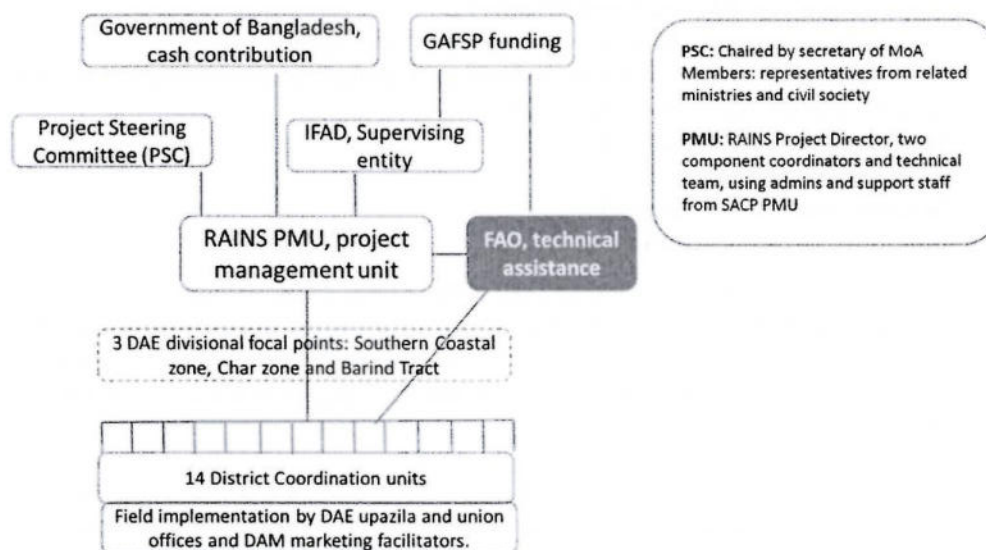 Government of Bangladesh,
cash contribution
GAFSP funding
Project Steering
Committee (PSC)
IFAD, Supervising
entity
RAINS PMU, project
management unit
FAO, technical
assistance
3 DAE divisional focal points: Southern Coastal
zone, Char zone and Barind Tract
14 District Coordination units
Field implementation by DAE upazila and union
offices and DAM marketing facilitators.
PSC: Chaired by secretary of MoA
Members: representatives from related
ministries and civil society
PMU: RAINS Project Director, two
component coordinators and technical
team, using admins and support staff
from SACP PMU